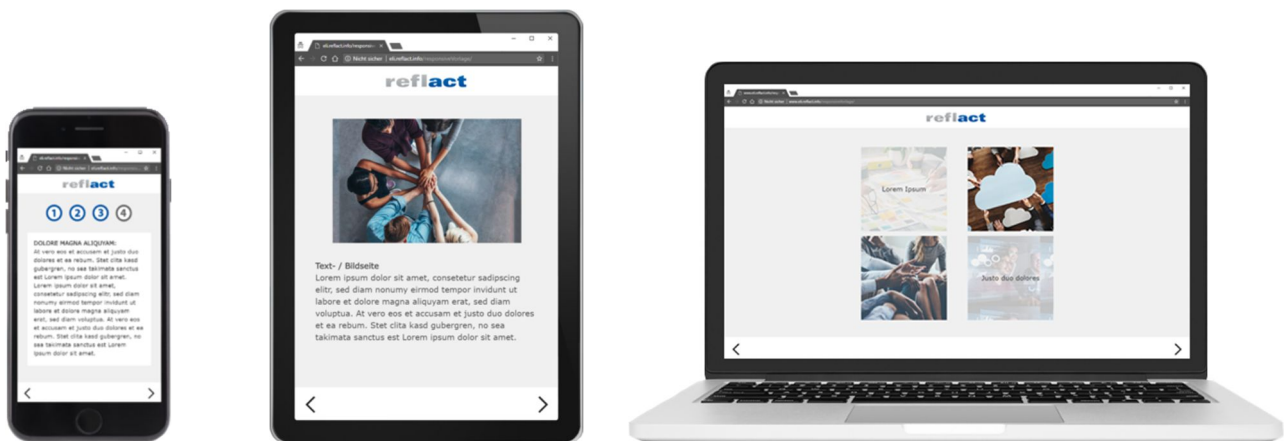 reflact
1 2 3 4
DOLORE MAGNA ALIQUYAM:
At vero eos et accusam et justo duo
dolores et ea rebum. Stet clita kasd
gubergren, no sea takimata sanctus
est Lorem ipsum dolor sit amet.
Lorem ipsum dolor sit amet,
consetetur sadipscing elitr, sed diam
nonumy eirmod tempor invidunt ut
labore et dolore magna aliquyam
erat, sed diam voluptua. At vero eos
et accusam et justo duo dolores et ea
rebum. Stet clita kasd gubergren, no
sea takimata sanctus est Lorem
ipsum dolor sit amet.
Nicht sicher
reflact
Text- / Bildseite
Lorem ipsum dolor sit amet, consetetur sadipscing
elitr, sed diam nonumy eirmod tempor invidunt ut
labore et dolore magna aliquyam erat, sed diam
voluptua. At vero eos et accusam et justo duo dolores
et ea rebum. Stet clita kasd gubergren, no sea
takimata sanctus est Lorem ipsum dolor sit amet.
reflact
Lorem Ipsum
Justo duo dolores